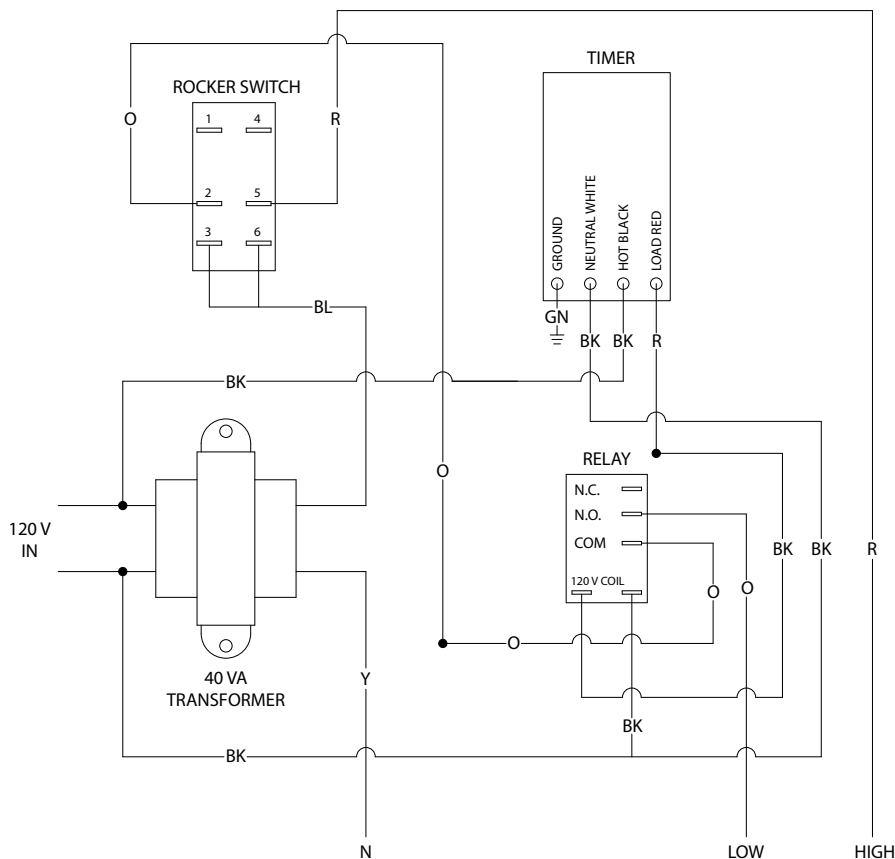 TIMER
ROCKER SWITCH
O
R
1
4
2
5
3
6
BL
GROUND
NEUTRAL WHITE
HOT BLACK
LOAD RED
GN
BK
BK
R
BK
O
RELAY
N.C.
N.O.
COM
120 V COIL
120 V
IN
BK
BK
R
O
O
O
40 VA
TRANSFORMER
Y
BK
BK
N
LOW
HIGH